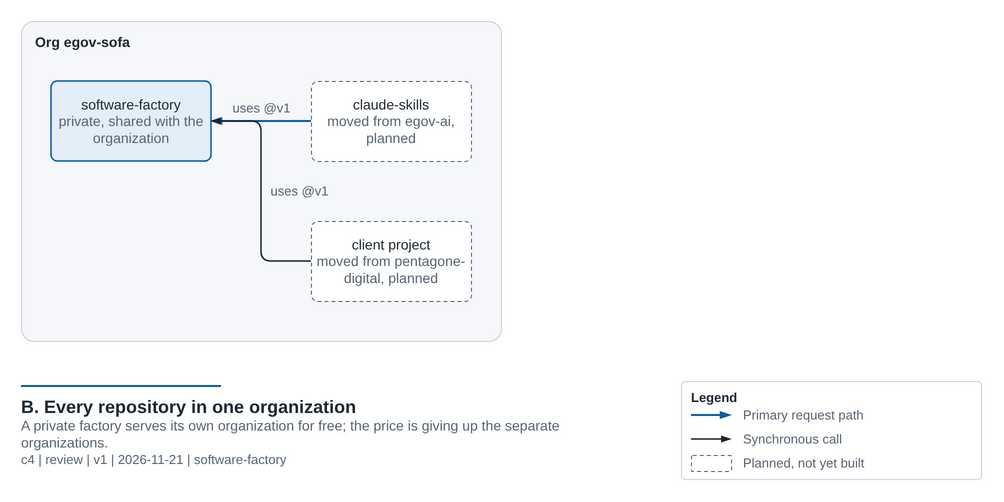 Org egov-sofa
software-factory
private, shared with the
organization
uses @v1
claude-skills
moved from egov-ai,
planned
uses @v1
client project
moved from pentagone-
digital, planned
B. Every repository in one organization
A private factory serves its own organization for free; the price is giving up the separate
organizations.
c4 | review | v1 | 2026-11-21 | software-factory
Legend
Primary request path
Synchronous call
Planned, not yet built